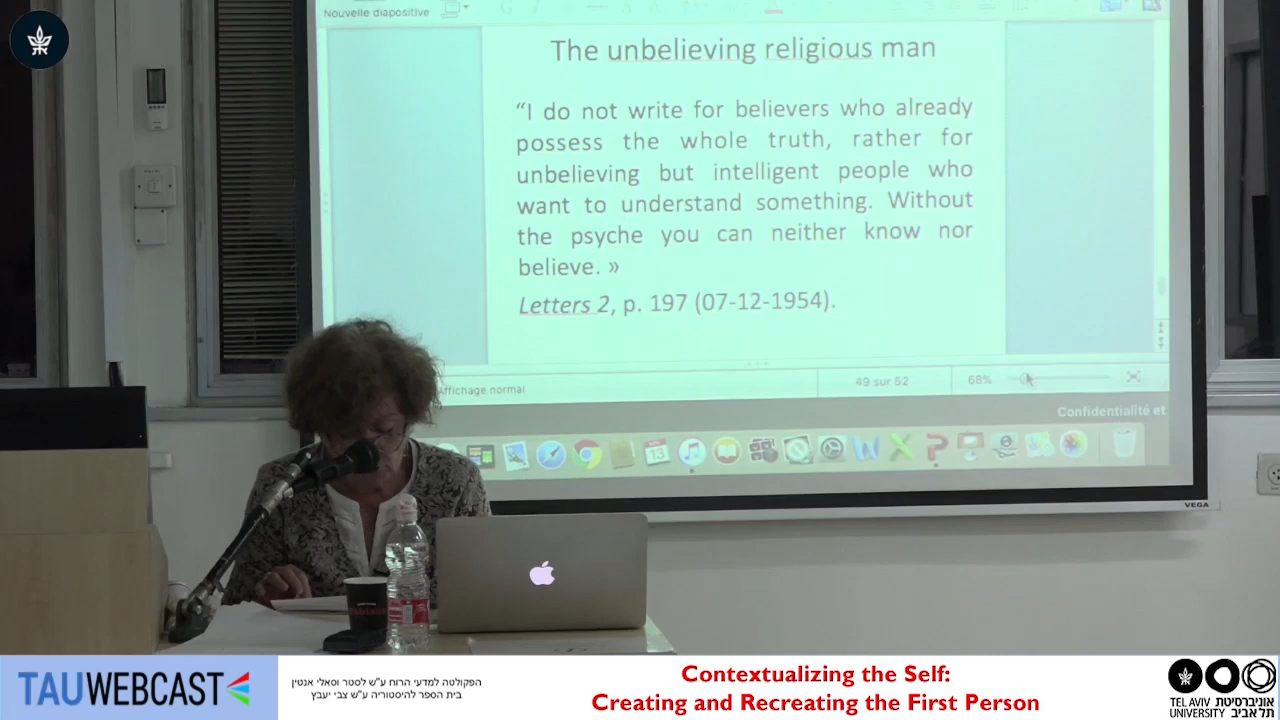 Nouvelle diapositive
The unbelieving religious man
“I do not write for believers who already
possess the whole truth, rather for
unbelieving but intelligent people who
want to understand something. Without
the psyche you can neither know nor
believe. »
Letters 2, p. 197 (07-12-1954).
Affichage normal
49 sur 52
68%
Confidentialité et
13
VEGA
TAUWEBCAST
הפקולטה למדעי הרוח ע"ש לסטר וסאלי אנטין
בית הספר להיסטוריה ע"ש צבי יעבץ
Contextualizing the Self:
Creating and Recreating the First Person
TEL AVIV אוניברסיטת
UNIVERSITY תל אביב